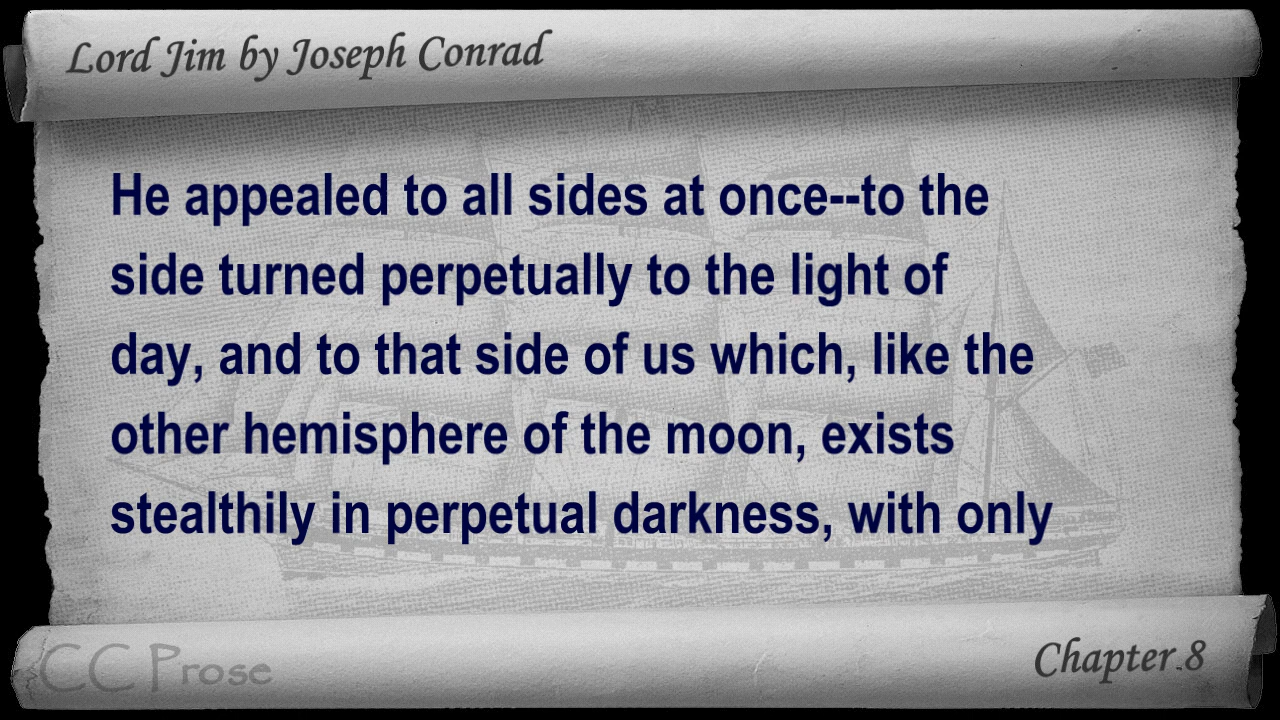 Lord Jim by Joseph Conrad
He appealed to all sides at once--to the
side turned perpetually to the light of
day, and to that side of us which, like the
other hemisphere of the moon, exists
stealthily in perpetual darkness, with only
CC Prose
Chapter 8